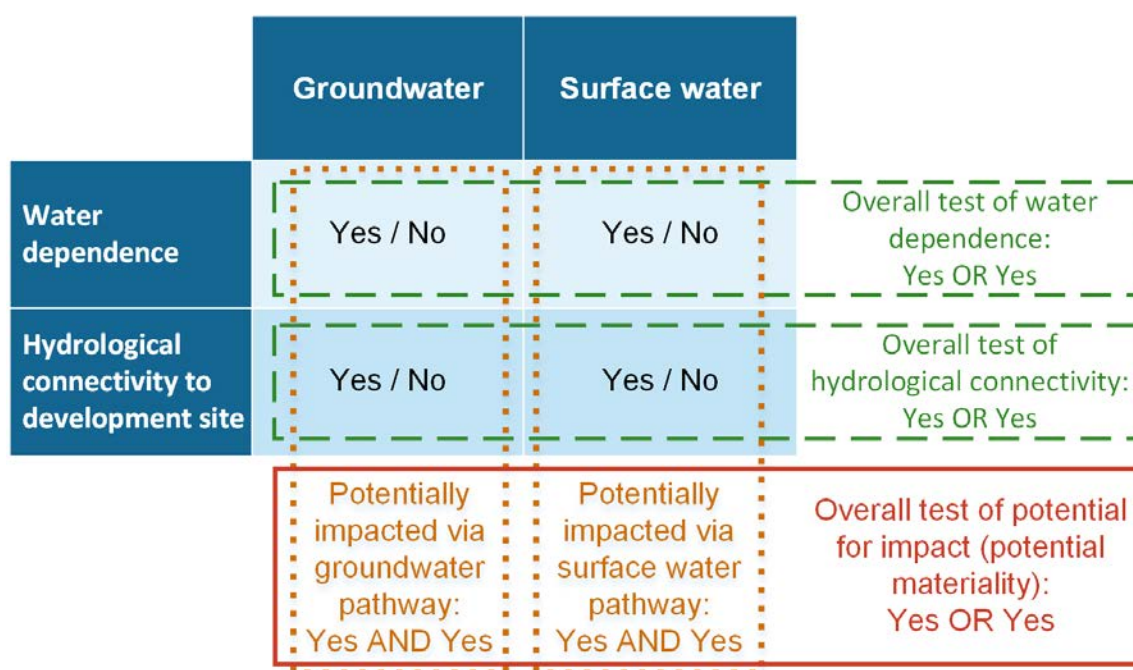 Groundwater
Surface water
Water
dependence
Yes / No
Yes / No
Overall test of water
dependence:
Yes OR Yes
Hydrological
connectivity to
development site
Yes / No
Yes / No
Overall test of
hydrological connectivity:
Yes OR Yes
Potentially
impacted via
groundwater
pathway:
Yes AND Yes
Potentially
impacted via
surface water
pathway:
Yes AND Yes
Overall test of potential
for impact (potential
materiality):
Yes OR Yes